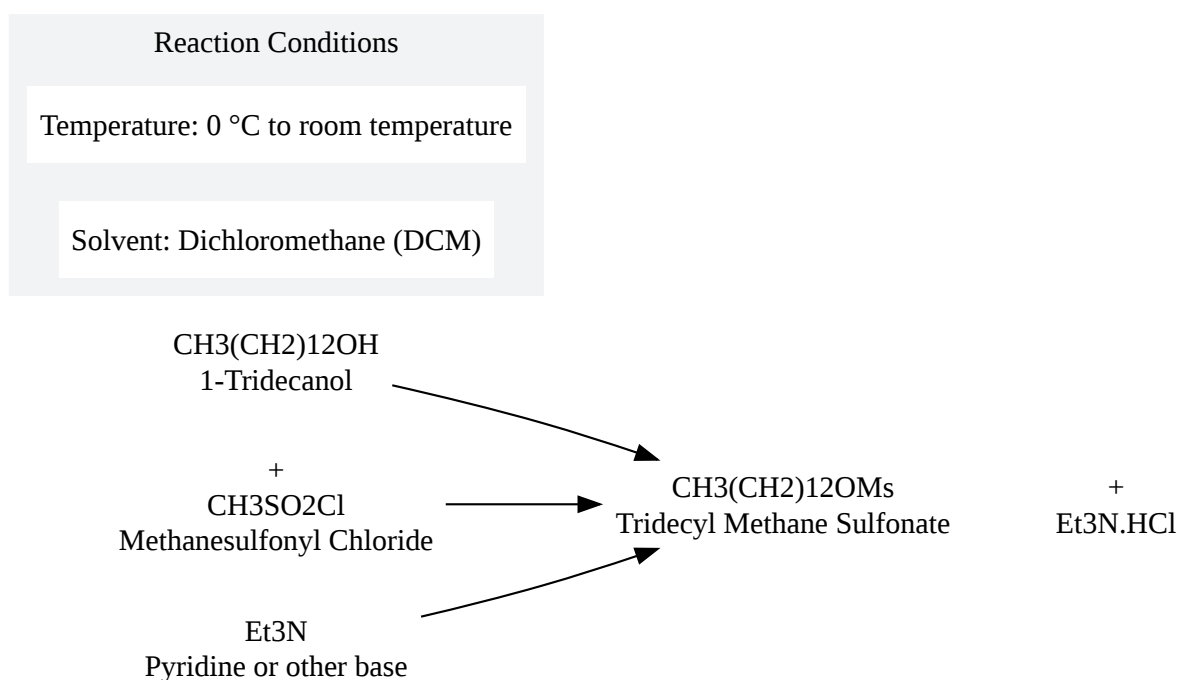 Reaction Conditions
Temperature: 0 °C to room temperature
Solvent: Dichloromethane (DCM)
CH3(CH2)12OH
1-Tridecanol
+
CH3SO2Cl
Methanesulfonyl Chloride
Et3N
Pyridine or other base
CH3(CH2)12OMs
Tridecyl Methane Sulfonate
+
Et3N.HCl